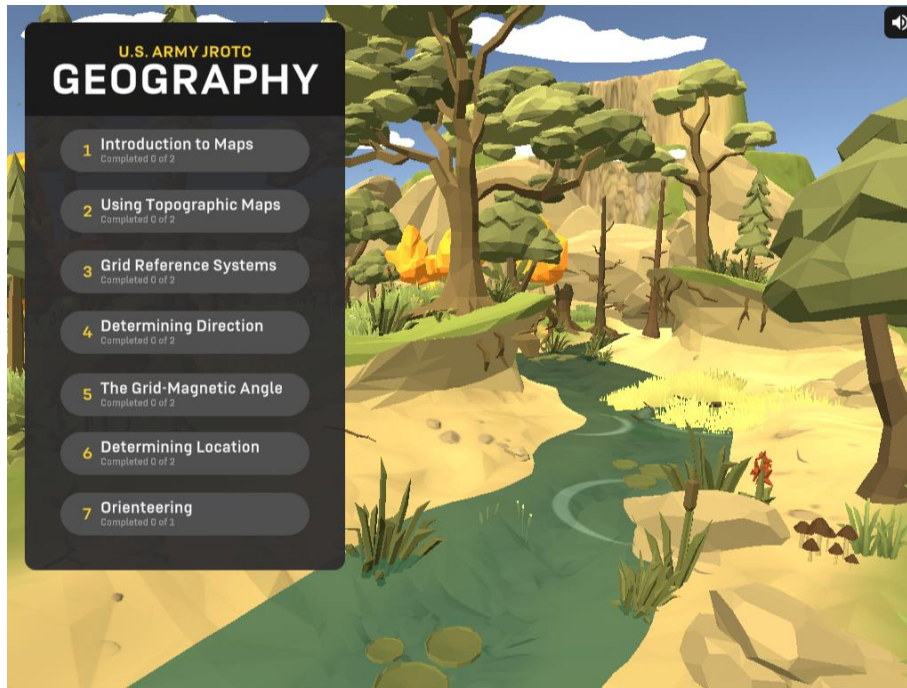 U.S. ARMY JROTC
GEOGRAPHY
1 Introduction to Maps
Completed 0 of 2
2 Using Topographic Maps
Completed 0 of 2
3 Grid Reference Systems
Completed 0 of 2
4 Determining Direction
Completed 0 of 2
5 The Grid-Magnetic Angle
Completed 0 of 2
6 Determining Location
Completed 0 of 2
7 Orienteering
Completed 0 of 1